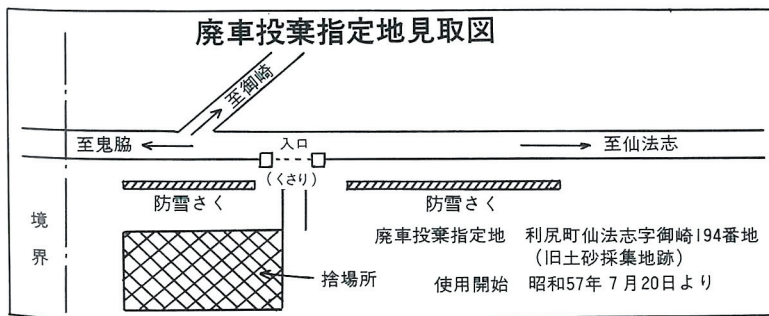 廃車投棄指定地見取図
至御崎
至鬼脇
入口
至仙法志
(くさり)
防雪さく
防雪さく
境界
廃車投棄指定地 利尻町仙法志字御崎194番地
(旧土砂採集地跡)
捨場所
使用開始 昭和57年7月20日より